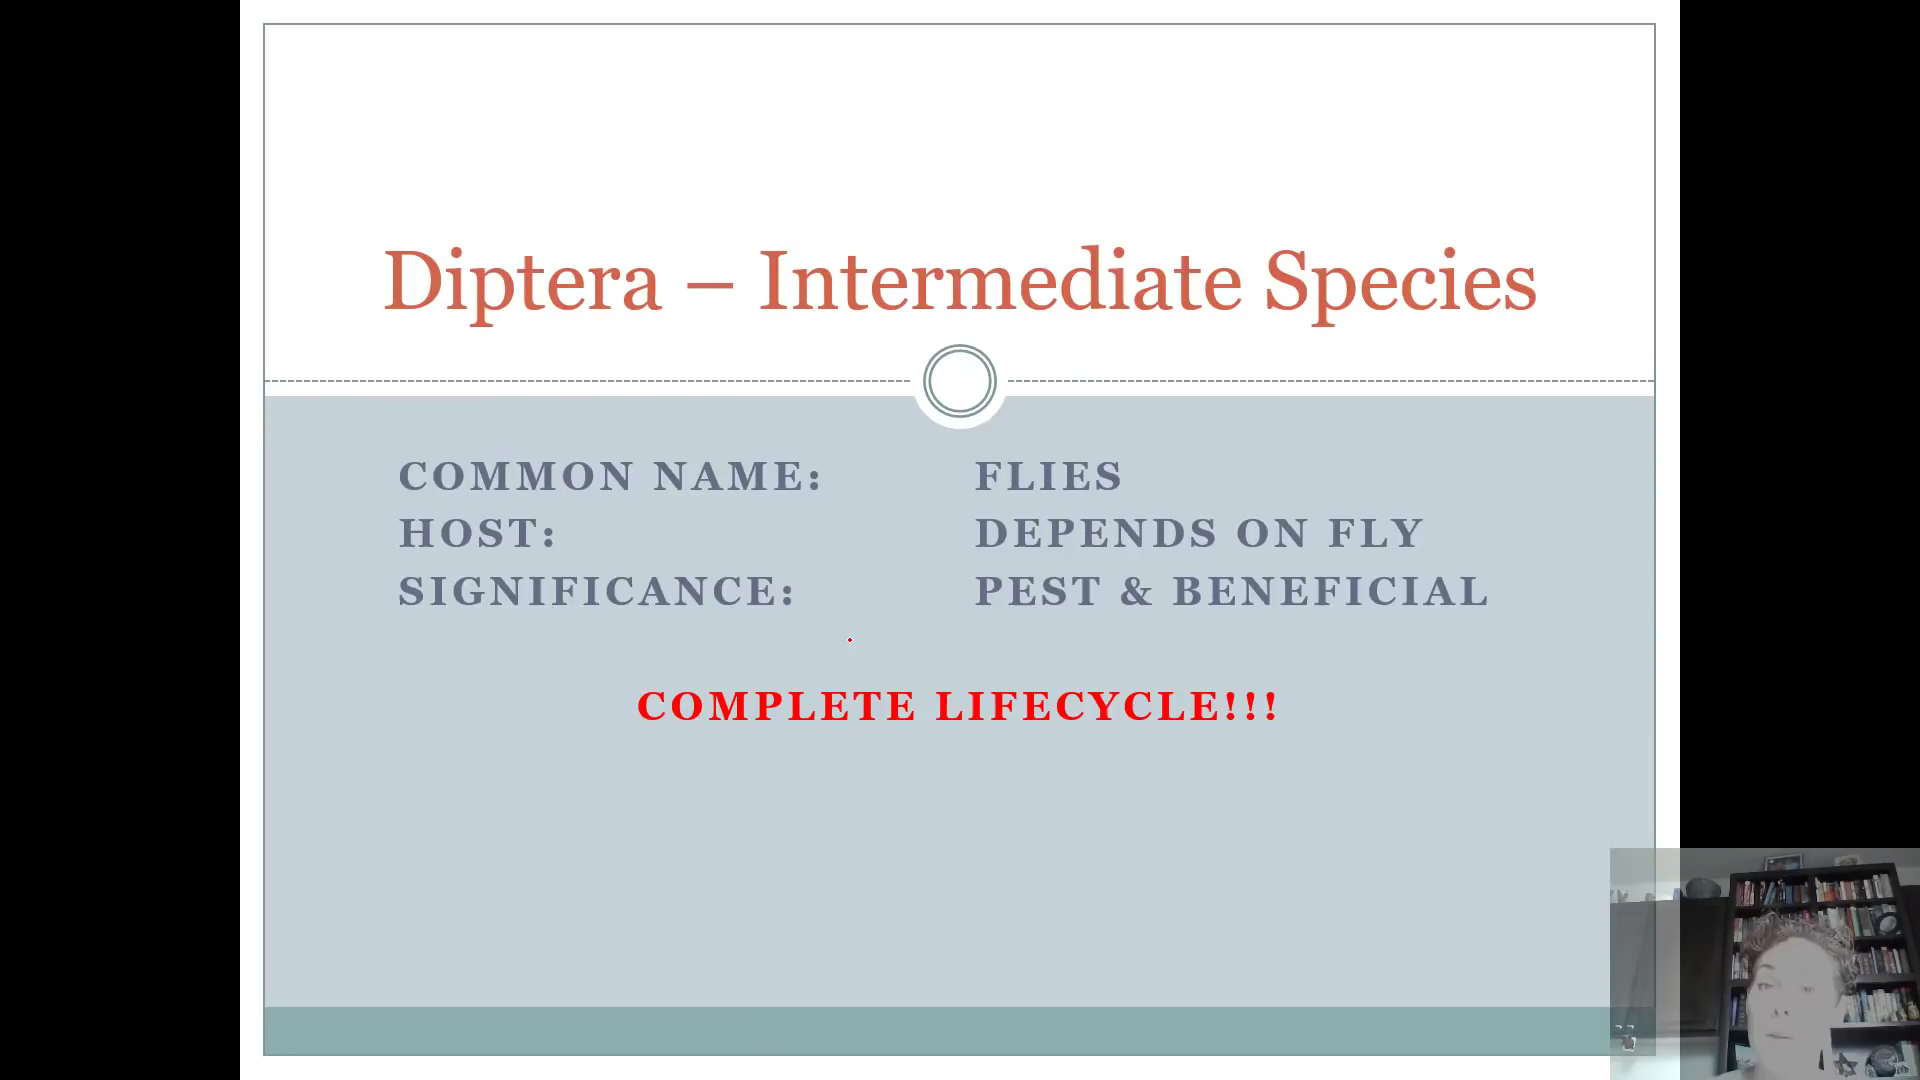 Diptera – Intermediate Species
COMMON NAME: FLIES
HOST: DEPENDS ON FLY
SIGNIFICANCE: PEST & BENEFICIAL
COMPLETE LIFECYCLE!!!